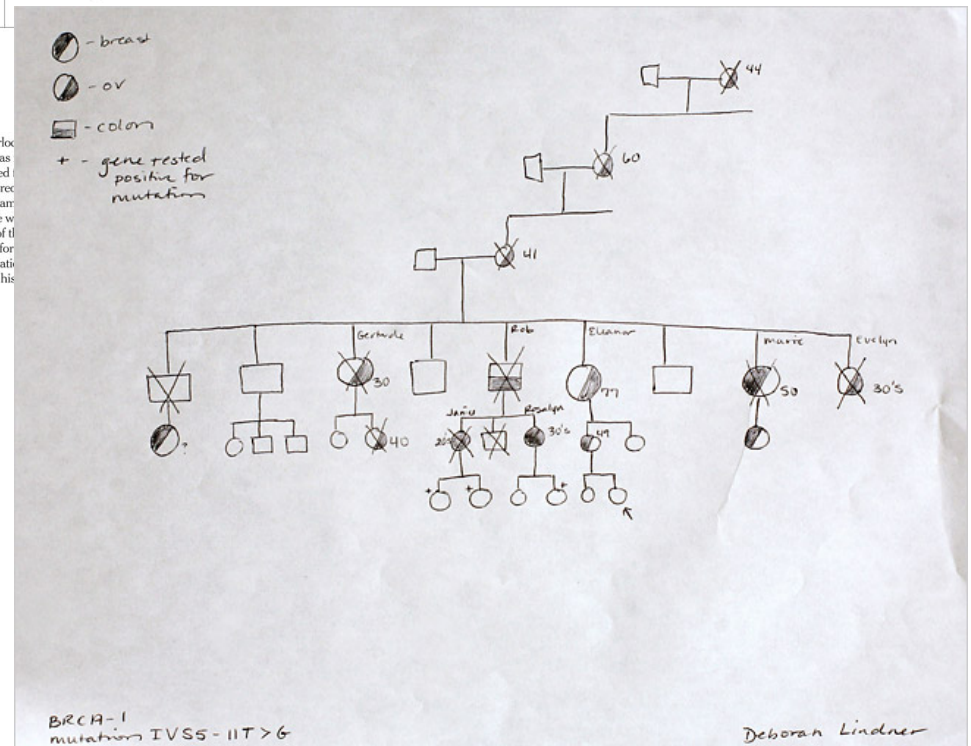 - breast
- ov
- colon
+ - gene tested
positive for
mutation
44
60
41
Gertrude
Rob
Eleanor
Marie
Evelyn
30
77
50
30's
Janis
Rosalyn
?
40
20's
30's
49
+
+
+
BRCA-1
mutation IVS5-11T>G
Deborah Lindner